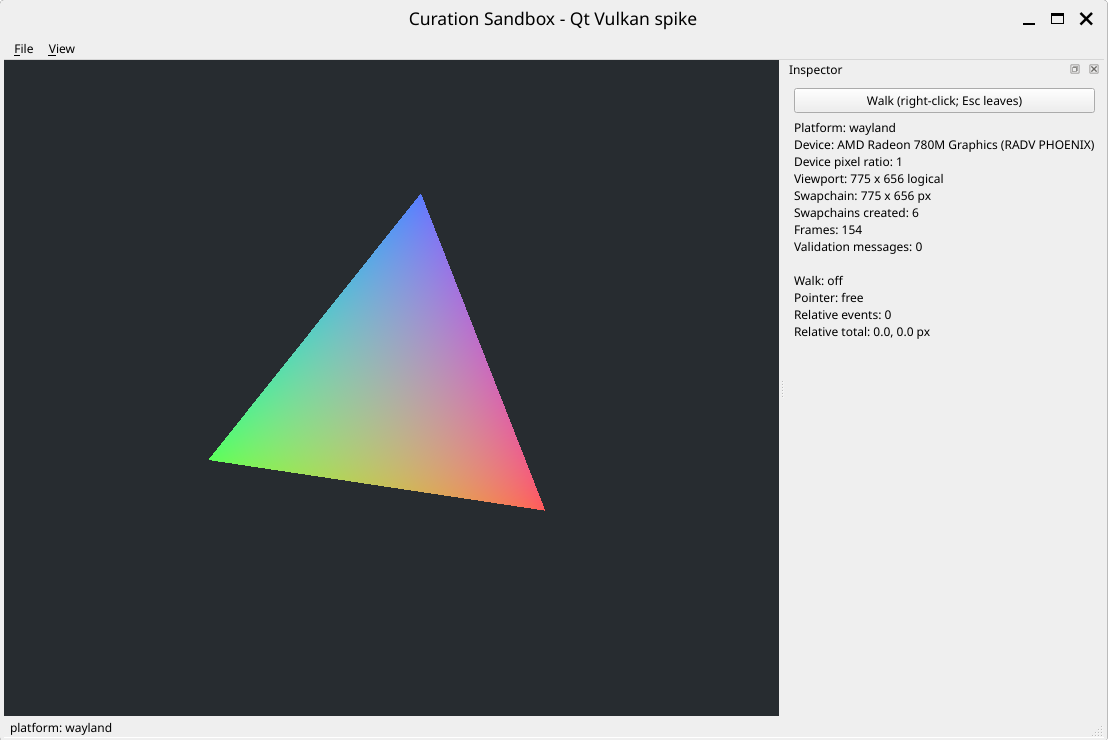 Curation Sandbox - Qt Vulkan spike
File View
Inspector
Walk (right-click; Esc leaves)
Platform: wayland
Device: AMD Radeon 780M Graphics (RADV PHOENIX)
Device pixel ratio: 1
Viewport: 775 x 656 logical
Swapchain: 775 x 656 px
Swapchains created: 6
Frames: 154
Validation messages: 0
Walk: off
Pointer: free
Relative events: 0
Relative total: 0.0, 0.0 px
platform: wayland